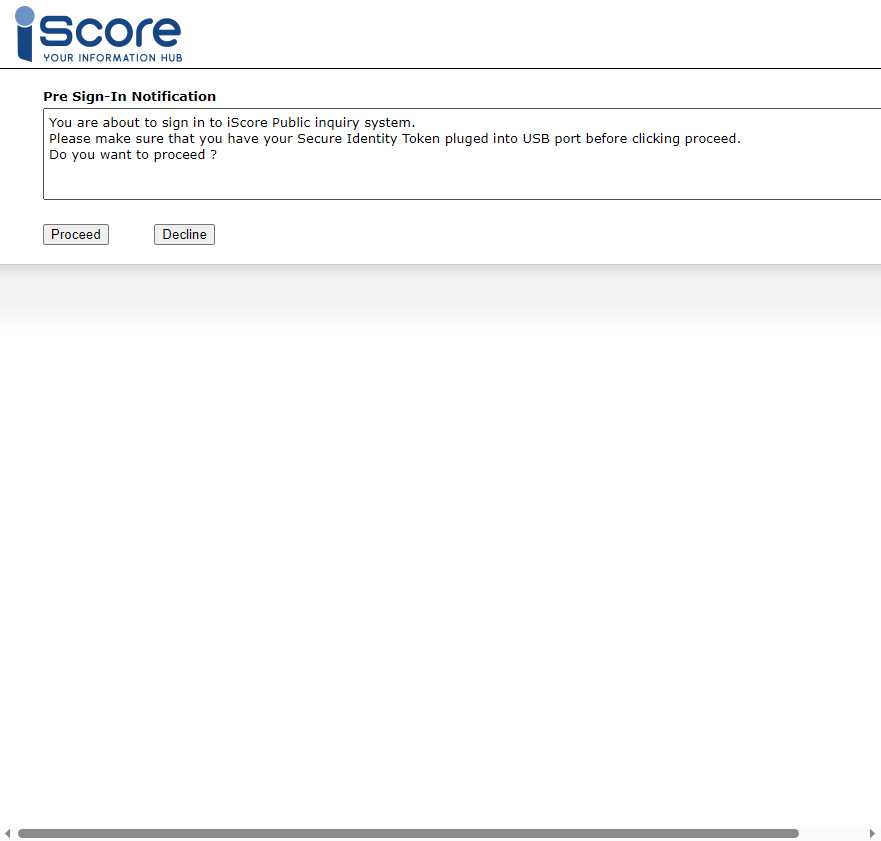 iScore
YOUR INFORMATION HUB
Pre Sign-In Notification
You are about to sign in to iScore Public inquiry system.
Please make sure that you have your Secure Identity Token pluged into USB port before clicking proceed.
Do you want to proceed ?
Proceed
Decline